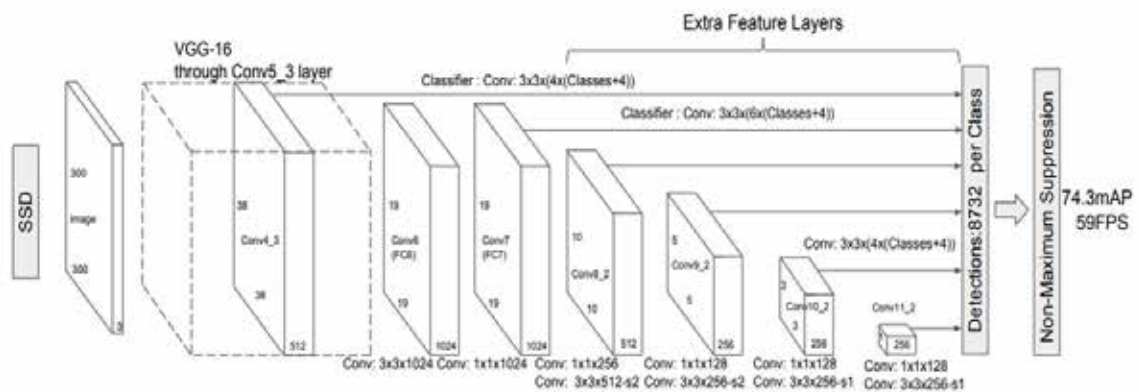 Extra Feature Layers
VGG-16
through Conv5_3 layer
Classifier : Conv: 3x3x(4x(Classes+4))
Classifier : Conv: 3x3x(6x(Classes+4))
SSD
300
image
300
3
38
Conv4_3
38
512
19
Conv6
(FC6)
19
1024
19
Conv7
(FC7)
19
1024
10
Conv8_2
10
512
5
Conv9_2
5
256
Conv: 3x3x(4x(Classes+4))
3
Conv10_2
3
256
Conv11_2
256
Detections:8732 per Class
Non-Maximum Suppression
74.3mAP
59FPS
Conv: 3x3x1024 Conv: 1x1x1024 Conv: 1x1x256 Conv: 1x1x128 Conv: 1x1x128 Conv: 1x1x128
Conv: 3x3x512-s2 Conv: 3x3x256-s2 Conv: 3x3x256-s1 Conv: 3x3x256-s1